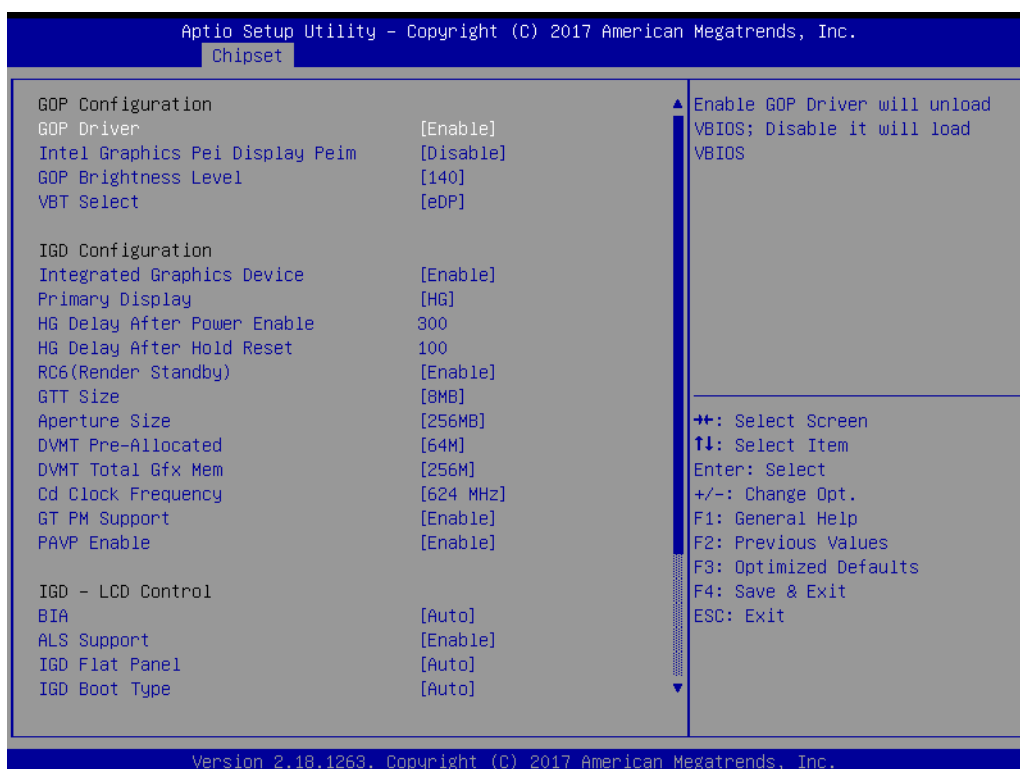 Aptio Setup Utility – Copyright (C) 2017 American Megatrends, Inc.
Chipset
GOP Configuration
GOP Driver [Enable]
Intel Graphics Pei Display Peim [Disable]
GOP Brightness Level [140]
VBT Select [eDP]
IGD Configuration
Integrated Graphics Device [Enable]
Primary Display [HG]
HG Delay After Power Enable 300
HG Delay After Hold Reset 100
RC6(Render Standby) [Enable]
GTT Size [8MB]
Aperture Size [256MB]
DVMT Pre-Allocated [64M]
DVMT Total Gfx Mem [256M]
Cd Clock Frequency [624 MHz]
GT PM Support [Enable]
PAVP Enable [Enable]
IGD – LCD Control
BIA [Auto]
ALS Support [Enable]
IGD Flat Panel [Auto]
IGD Boot Type [Auto]
Enable GOP Driver will unload
VBIOS; Disable it will load
VBIOS
→←: Select Screen
↑↓: Select Item
Enter: Select
+/-: Change Opt.
F1: General Help
F2: Previous Values
F3: Optimized Defaults
F4: Save & Exit
ESC: Exit
Version 2.18.1263. Copyright (C) 2017 American Megatrends, Inc.